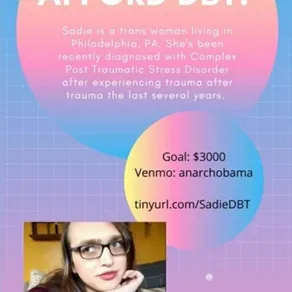 AFFORD DBT!
Sadie is a trans woman living in
Philadelphia, PA. She's been
recently diagnosed with Complex
Post Traumatic Stress Disorder
after experiencing trauma after
trauma the last several years.
Goal: $3000
Venmo: anarchobama
tinyurl.com/SadieDBT